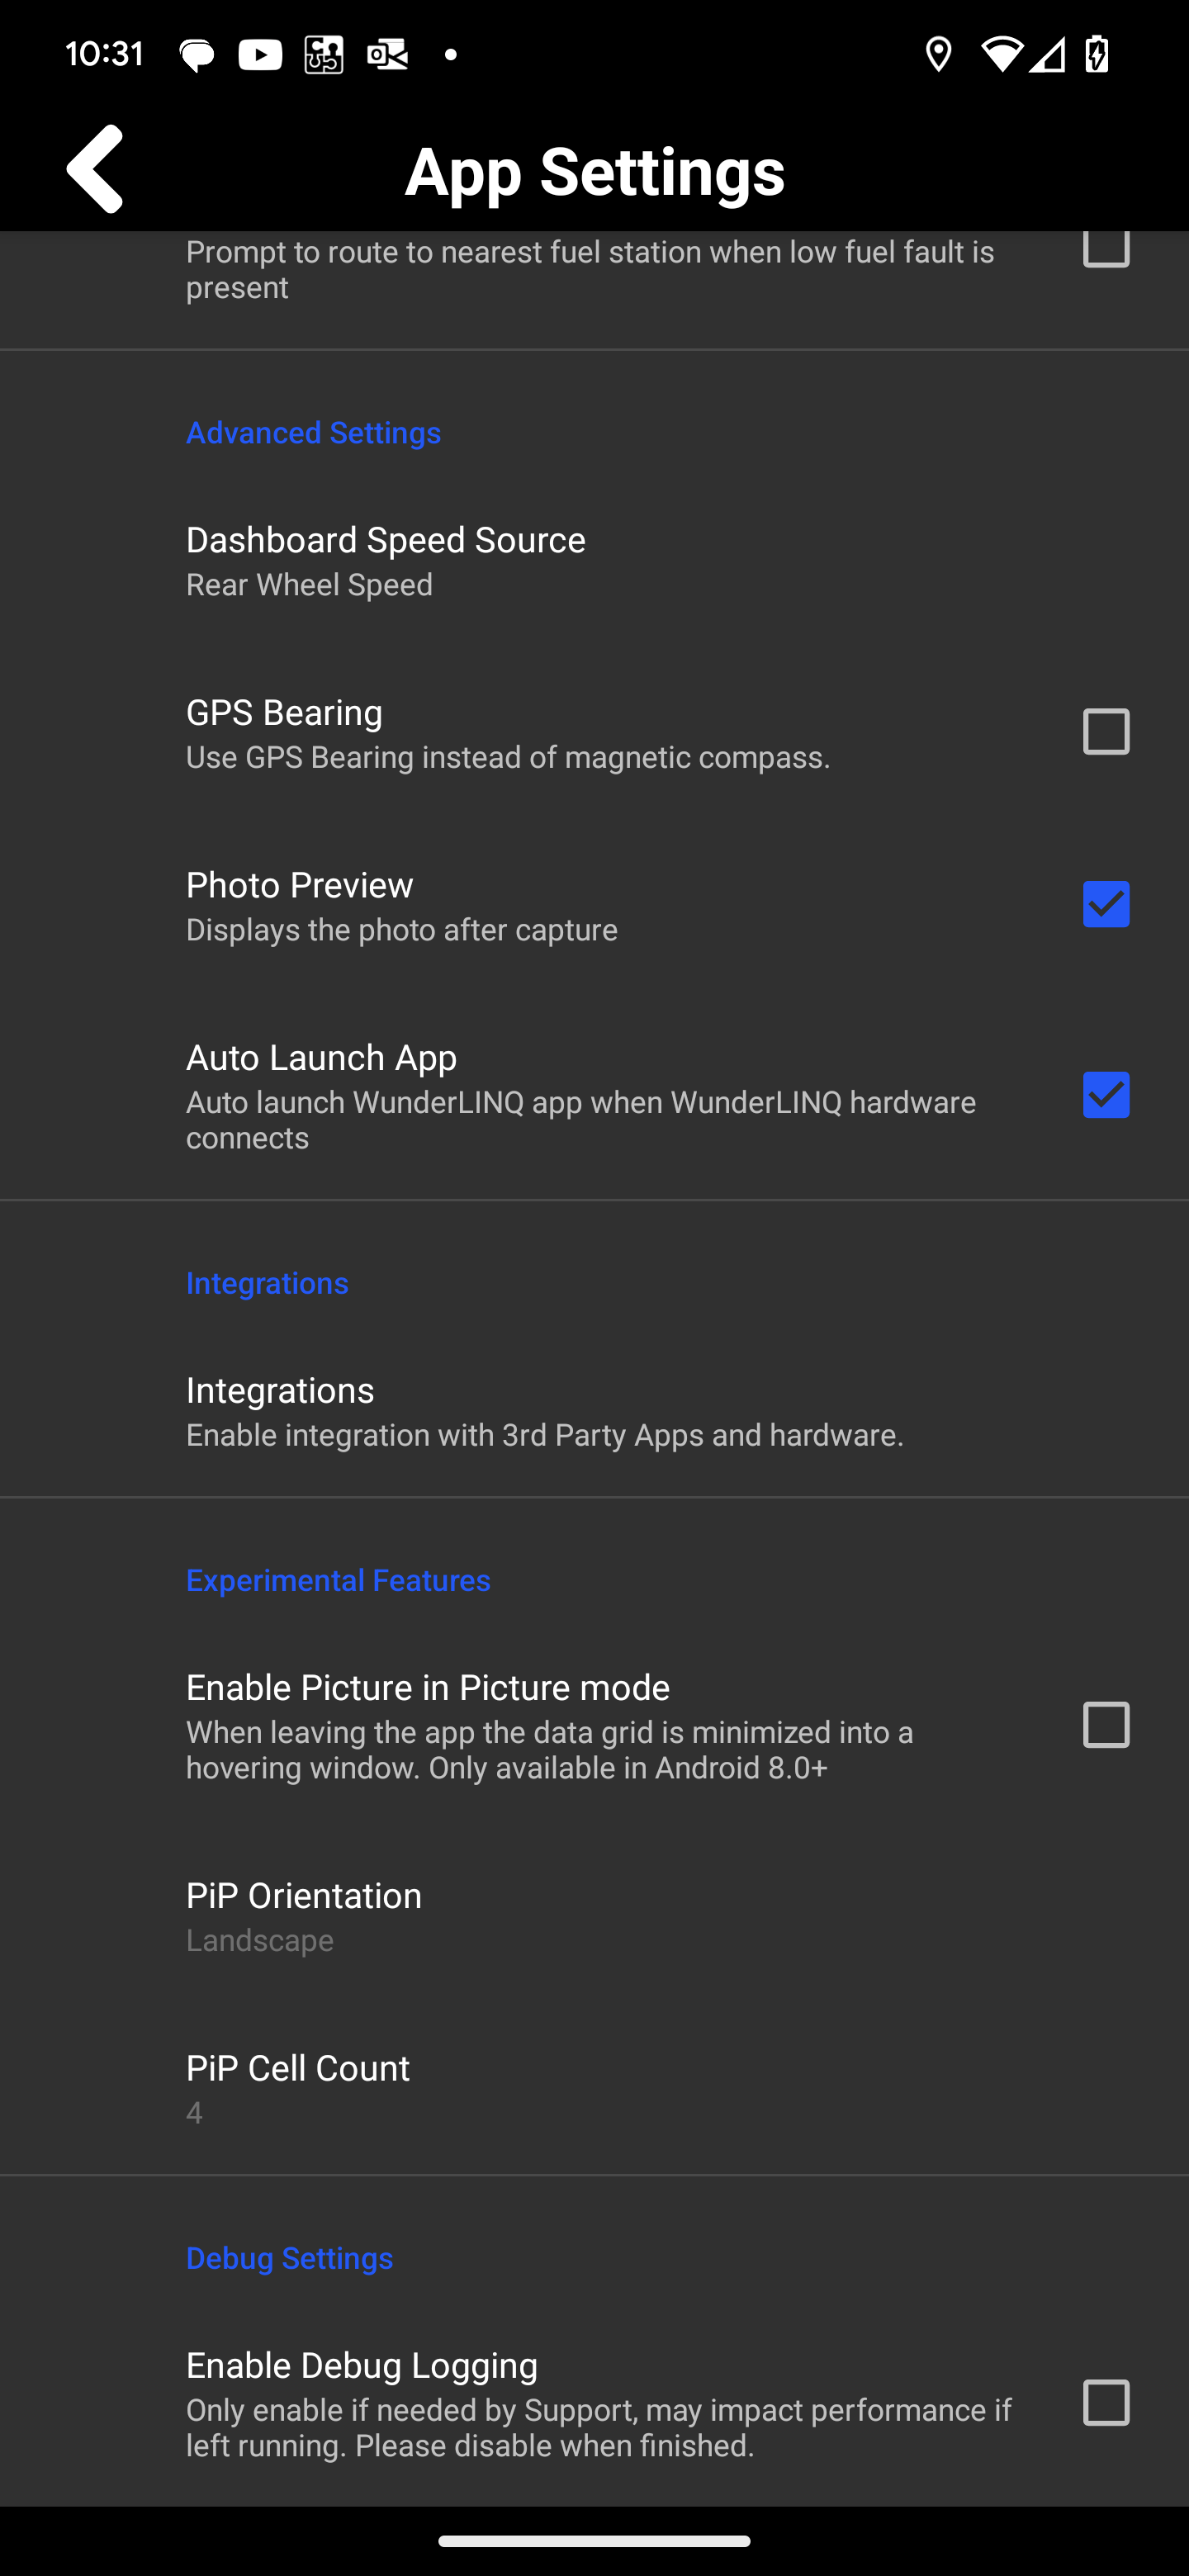 10:31
App Settings
Prompt to route to nearest fuel station when low fuel fault is
present
Advanced Settings
Dashboard Speed Source
Rear Wheel Speed
GPS Bearing
Use GPS Bearing instead of magnetic compass.
Photo Preview
Displays the photo after capture
Auto Launch App
Auto launch WunderLINQ app when WunderLINQ hardware
connects
Integrations
Integrations
Enable integration with 3rd Party Apps and hardware.
Experimental Features
Enable Picture in Picture mode
When leaving the app the data grid is minimized into a
hovering window. Only available in Android 8.0+
PiP Orientation
Landscape
PiP Cell Count
4
Debug Settings
Enable Debug Logging
Only enable if needed by Support, may impact performance if
left running. Please disable when finished.